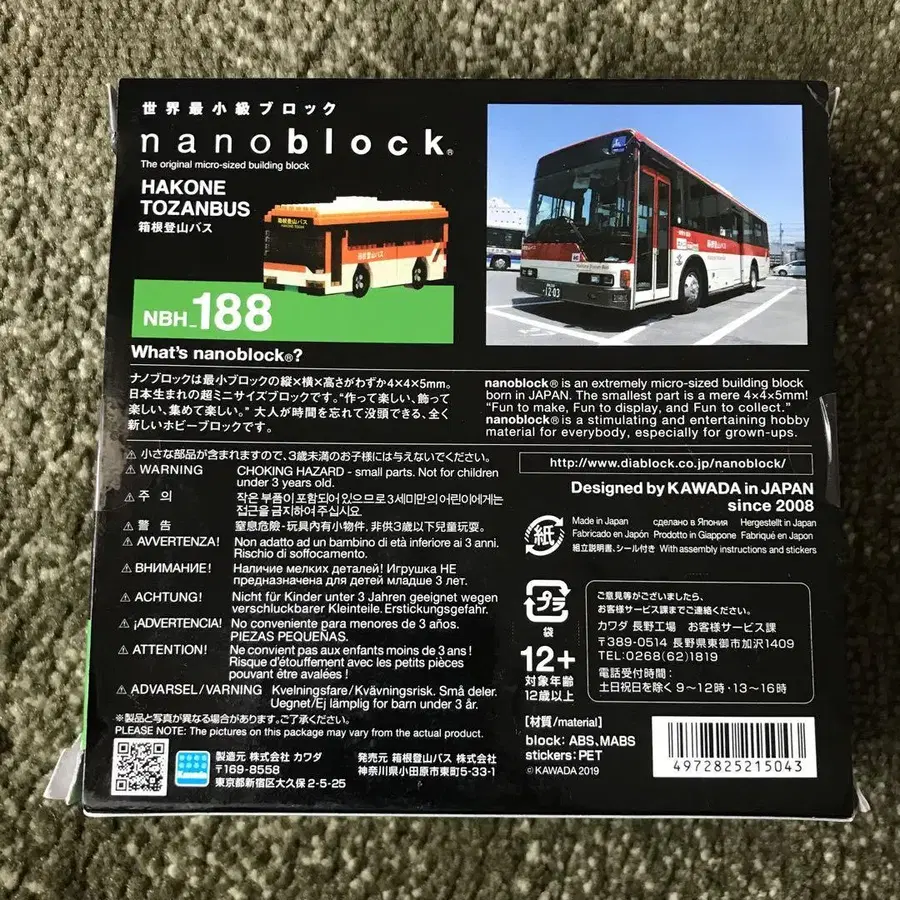 世界最小級ブロック
nanoblock®
The original micro-sized building block
HAKONE
TOZANBUS
箱根登山バス
箱根登山バス
HAKONE TOZAN
箱根登山バス
NBH_188
箱根登山バス
1203
What's nanoblock®?
ナノブロックは最小ブロックの縦×横×高さがわずか4×4×5mm。
日本生まれの超ミニサイズブロックです。“作って楽しい、飾って
楽しい、集めて楽しい。” 大人が時間を忘れて没頭できる、全く
新しいホビーブロックです。
nanoblock® is an extremely micro-sized building block
born in JAPAN. The smallest part is a mere 4×4×5mm!
“Fun to make, Fun to display, and Fun to collect.”
nanoblock® is a stimulating and entertaining hobby
material for everybody, especially for grown-ups.
⚠ 小さな部品が含まれますので、3歳未満のお子様には与えないでください。
⚠ WARNING CHOKING HAZARD - small parts. Not for children
under 3 years old.
⚠ 주 의 작은 부품이 포함되어 있으므로 3세미만의 어린이에게는
접근을 금지하여 주십시요.
⚠ 警 告 窒息危險-玩具內有小物件, 非供3歲以下兒童玩耍。
⚠ AVVERTENZA! Non adatto ad un bambino di età inferiore ai 3 anni.
Rischio di soffocamento.
⚠ ВНИМАНИЕ! Наличие мелких деталей! Игрушка НЕ
предназначена для детей младше 3 лет.
⚠ ACHTUNG! Nicht für Kinder unter 3 Jahren geeignet wegen
verschluckbarer Kleinteile. Erstickungsgefahr.
⚠ ¡ADVERTENCIA! No conveniente para menores de 3 años.
PIEZAS PEQUEÑAS.
⚠ ATTENTION! Ne convient pas aux enfants moins de 3 ans !
Risque d'étouffement avec les petits pièces
pouvant être avalées !
⚠ ADVARSEL/VARNING Kvelningsfare/Kvävningsrisk. Små deler.
Uegnet/Ej lämplig for barn under 3 år.
※製品と写真が異なる場合があります。ご了承ください。
PLEASE NOTE: The pictures on this package may vary from the actual product.
製造元 株式会社 カワダ
〒169-8558
東京都新宿区大久保 2-5-25
発売元 箱根登山バス 株式会社
神奈川県小田原市東町5-33-1
http://www.diablock.co.jp/nanoblock/
Designed by KAWADA in JAPAN
since 2008
紙
Made in Japan сделано в Японии Hergestellt in Japan
Fabricado en Japón Prodotto in Giappone Fabriqué en Japon
組立説明書、シール付き With assembly instructions and stickers
プラ
袋
12+
対象年齢
12歳以上
ご意見等がございましたら、
お客様サービス課までご連絡ください。
カワダ 長野工場 お客様サービス課
〒389-0514 長野県東御市加沢1409
TEL:0268(62)1819
電話受付時間:
土日祝日を除く 9〜12時・13〜16時
[材質/material]
block: ABS、MABS
stickers: PET
© KAWADA 2019
4972825215043